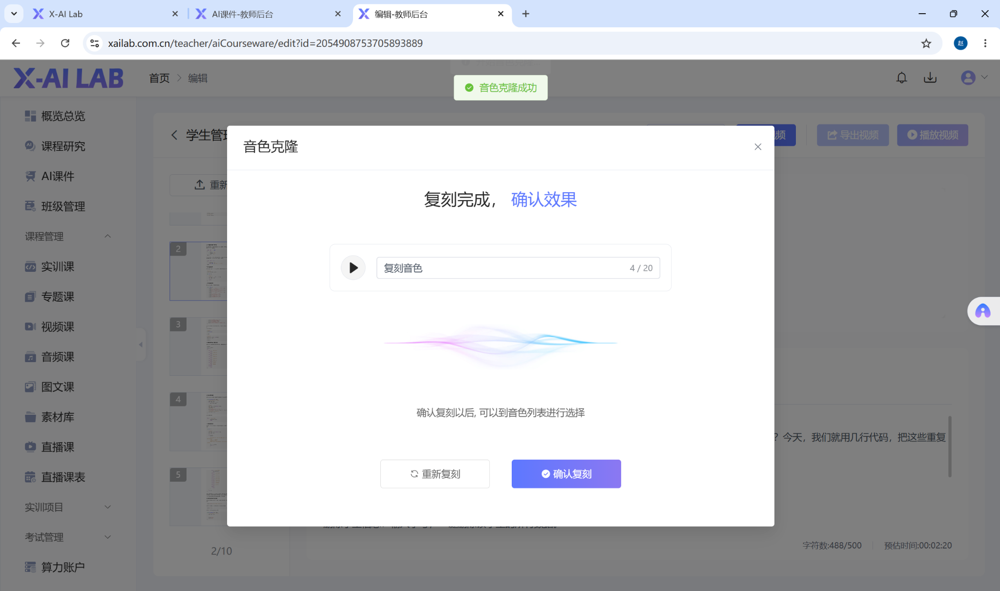 X-AI Lab
AI课件-教师后台
编辑-教师后台
xailab.com.cn/teacher/aiCourseware/edit?id=2054908753705893889
赵
X-AI LAB
首页 > 编辑
音色克隆成功
概览总览
课程研究
AI课件
班级管理
课程管理
实训课
专题课
视频课
音频课
图文课
素材库
直播课
直播课表
实训项目
考试管理
算力账户
学生管理
视频
导出视频
播放视频
重新
2
3
4
5
2/10
音色克隆
复刻完成，确认效果
复刻音色
4 / 20
确认复刻以后, 可以到音色列表进行选择
重新复刻
确认复刻
？今天，我们就用几行代码，把这些重复
字符数:488/500
预估时间:00:02:20